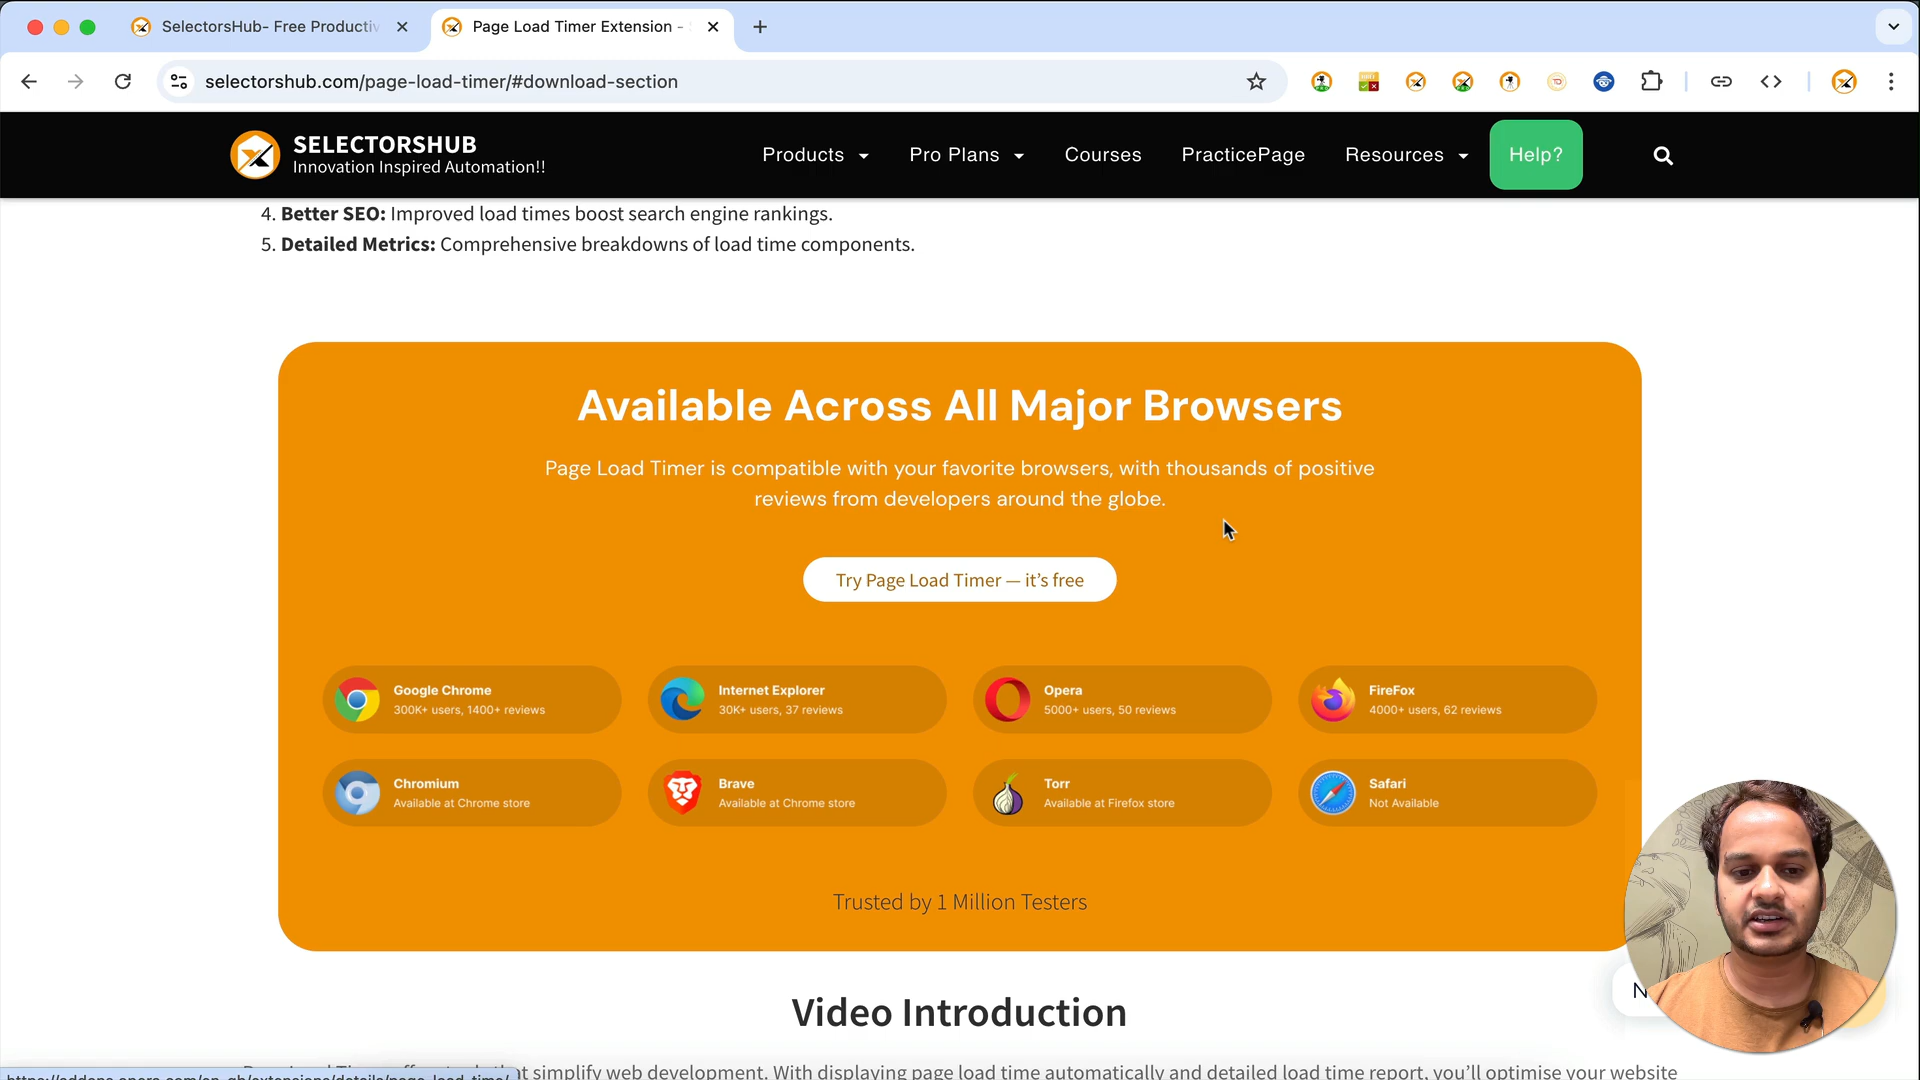 SelectorsHub- Free Productiv
Page Load Timer Extension -
selectorshub.com/page-load-timer/#download-section
SELECTORSHUB
Innovation Inspired Automation!!
Products
Pro Plans
Courses
PracticePage
Resources
Help?
4. Better SEO: Improved load times boost search engine rankings.
5. Detailed Metrics: Comprehensive breakdowns of load time components.
Available Across All Major Browsers
Page Load Timer is compatible with your favorite browsers, with thousands of positive
reviews from developers around the globe.
Try Page Load Timer — it's free
Google Chrome
300K+ users, 1400+ reviews
Internet Explorer
30K+ users, 37 reviews
Opera
5000+ users, 50 reviews
FireFox
4000+ users, 62 reviews
Chromium
Available at Chrome store
Brave
Available at Chrome store
Torr
Available at Firefox store
Safari
Not Available
Trusted by 1 Million Testers
Video Introduction
simplify web development. With displaying page load time automatically and detailed load time report, you'll optimise your website